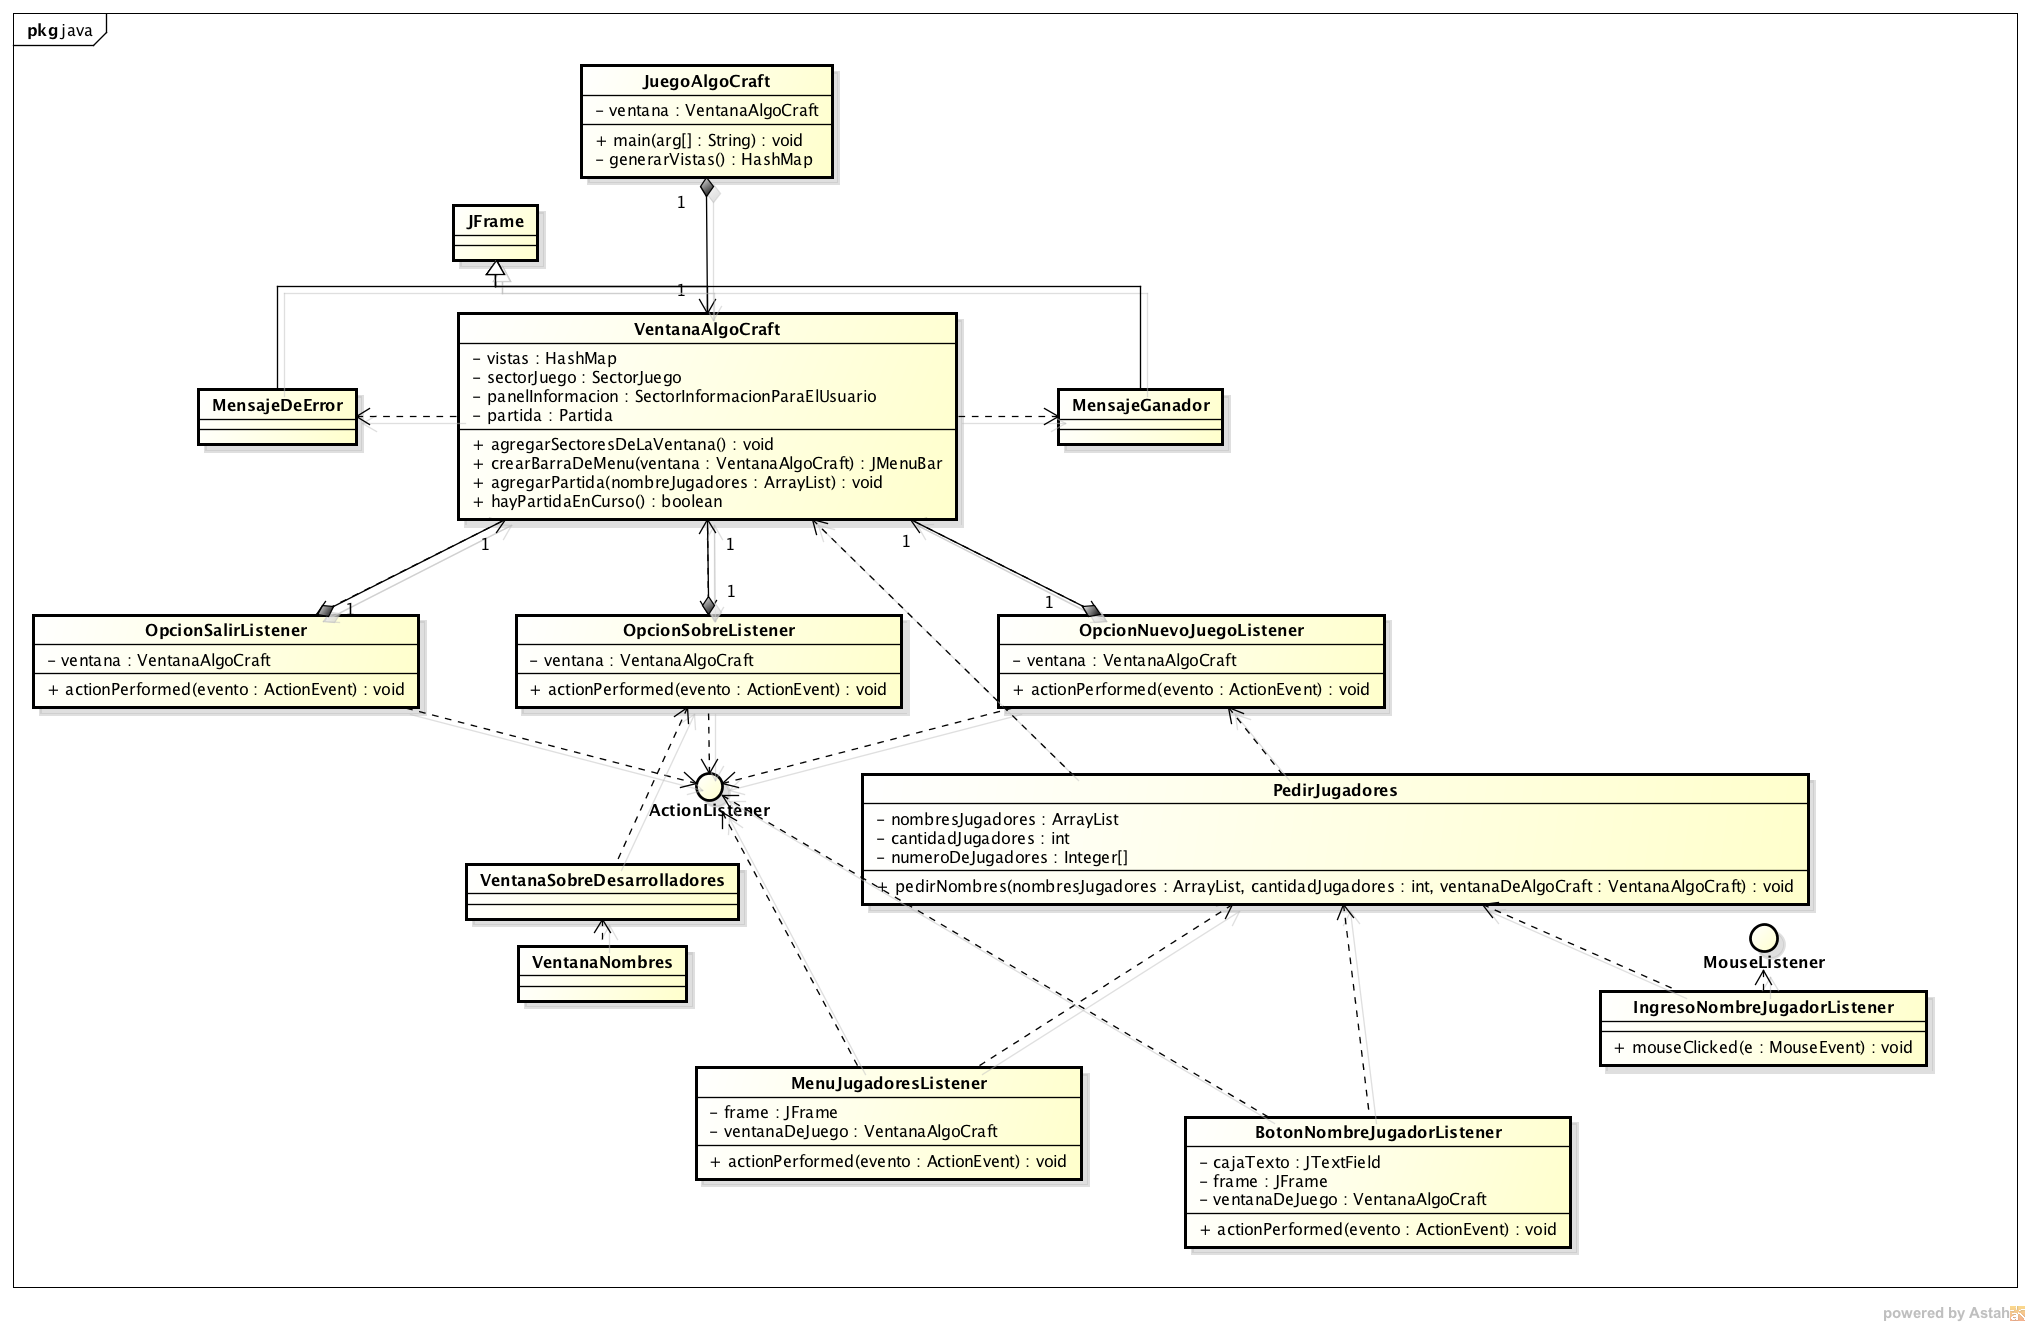 pkg java
JuegoAlgoCraft
- ventana : VentanaAlgoCraft
+ main(arg[] : String) : void
- generarVistas() : HashMap
1
JFrame
1
VentanaAlgoCraft
- vistas : HashMap
- sectorJuego : SectorJuego
- panelInformacion : SectorInformacionParaElUsuario
- partida : Partida
+ agregarSectoresDeLaVentana() : void
+ crearBarraDeMenu(ventana : VentanaAlgoCraft) : JMenuBar
+ agregarPartida(nombreJugadores : ArrayList) : void
+ hayPartidaEnCurso() : boolean
MensajeDeError
MensajeGanador
1
1
1
1
1
1
OpcionSalirListener
- ventana : VentanaAlgoCraft
+ actionPerformed(evento : ActionEvent) : void
OpcionSobreListener
- ventana : VentanaAlgoCraft
+ actionPerformed(evento : ActionEvent) : void
OpcionNuevoJuegoListener
- ventana : VentanaAlgoCraft
+ actionPerformed(evento : ActionEvent) : void
ActionListener
PedirJugadores
- nombresJugadores : ArrayList
- cantidadJugadores : int
- numeroDeJugadores : Integer[]
+ pedirNombres(nombresJugadores : ArrayList, cantidadJugadores : int, ventanaDeAlgoCraft : VentanaAlgoCraft) : void
VentanaSobreDesarrolladores
VentanaNombres
MouseListener
IngresoNombreJugadorListener
+ mouseClicked(e : MouseEvent) : void
MenuJugadoresListener
- frame : JFrame
- ventanaDeJuego : VentanaAlgoCraft
+ actionPerformed(evento : ActionEvent) : void
BotonNombreJugadorListener
- cajaTexto : JTextField
- frame : JFrame
- ventanaDeJuego : VentanaAlgoCraft
+ actionPerformed(evento : ActionEvent) : void
powered by Astah